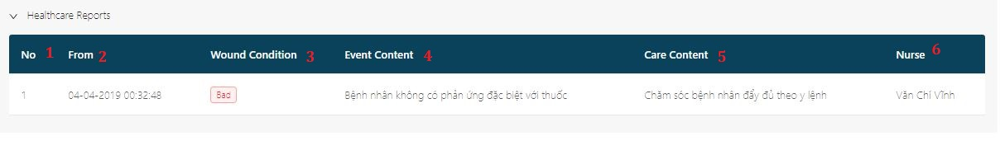 Healthcare Reports
No 1 From 2 Wound Condition 3 Event Content 4 Care Content 5 Nurse 6
1 04-04-2019 00:32:48 Bad Bệnh nhân không có phản ứng đặc biệt với thuốc Chăm sóc bệnh nhân đẩy đủ theo y lệnh Văn Chí Vĩnh